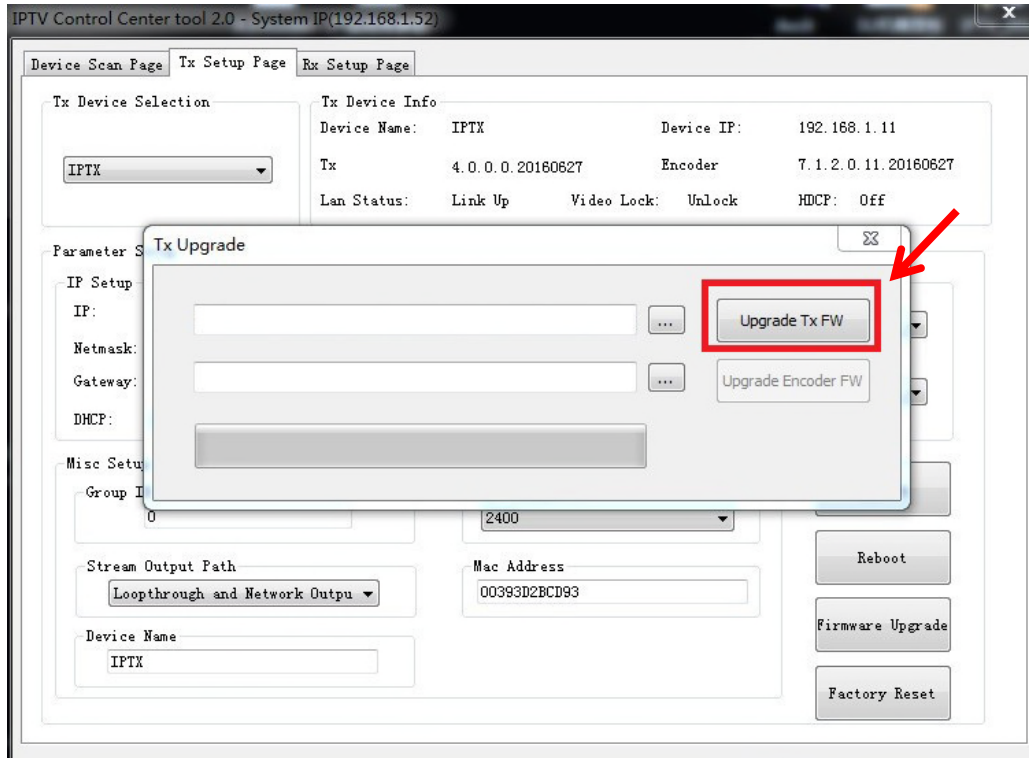 IPTV Control Center tool 2.0 - System IP(192.168.1.52)
x
Device Scan Page Tx Setup Page Rx Setup Page
Tx Device Selection
IPTX
Tx Device Info
Device Name: IPTX Device IP: 192.168.1.11
Tx 4.0.0.0.20160627 Encoder 7.1.2.0.11.20160627
Lan Status: Link Up Video Lock: Unlock HDCP: Off
Parameter S
Tx Upgrade
IP Setup
IP:
... Upgrade Tx FW
Netmask:
Gateway:
... Upgrade Encoder FW
DHCP:
Misc Setu
Group I
0
2400
Stream Output Path
Loopthrough and Network Outpu
Mac Address
00393D2BCD93
Device Name
IPTX
Reboot
Firmware Upgrade
Factory Reset